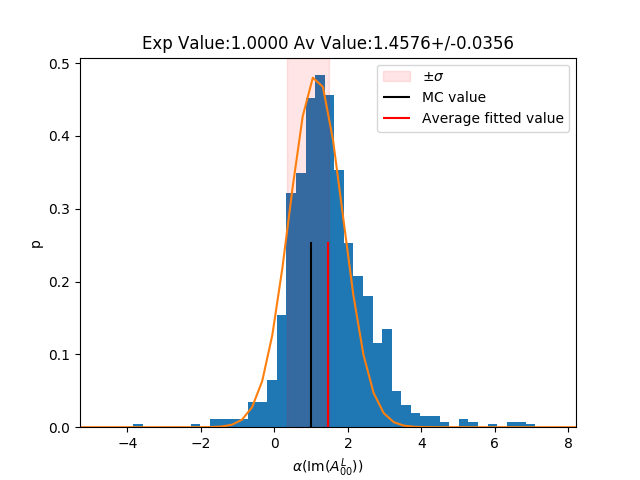 Exp Value:1.0000 Av Value:1.4576+/-0.0356
±σ
MC value
Average fitted value
p
0.5
0.4
0.3
0.2
0.1
0.0
−4 −2 0 2 4 6 8
α(Im(A^L_00))